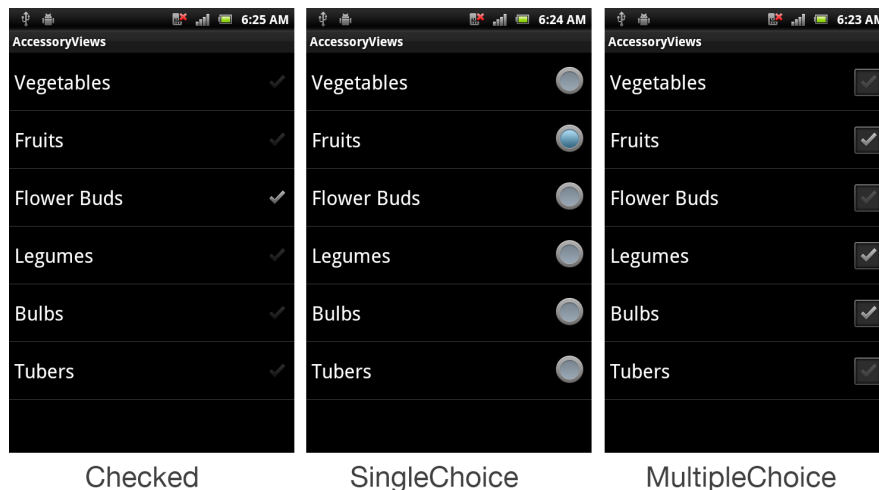 6:25 AM
AccessoryViews
Vegetables
Fruits
Flower Buds
Legumes
Bulbs
Tubers
Checked
6:24 AM
AccessoryViews
Vegetables
Fruits
Flower Buds
Legumes
Bulbs
Tubers
SingleChoice
6:23 AM
AccessoryViews
Vegetables
Fruits
Flower Buds
Legumes
Bulbs
Tubers
MultipleChoice